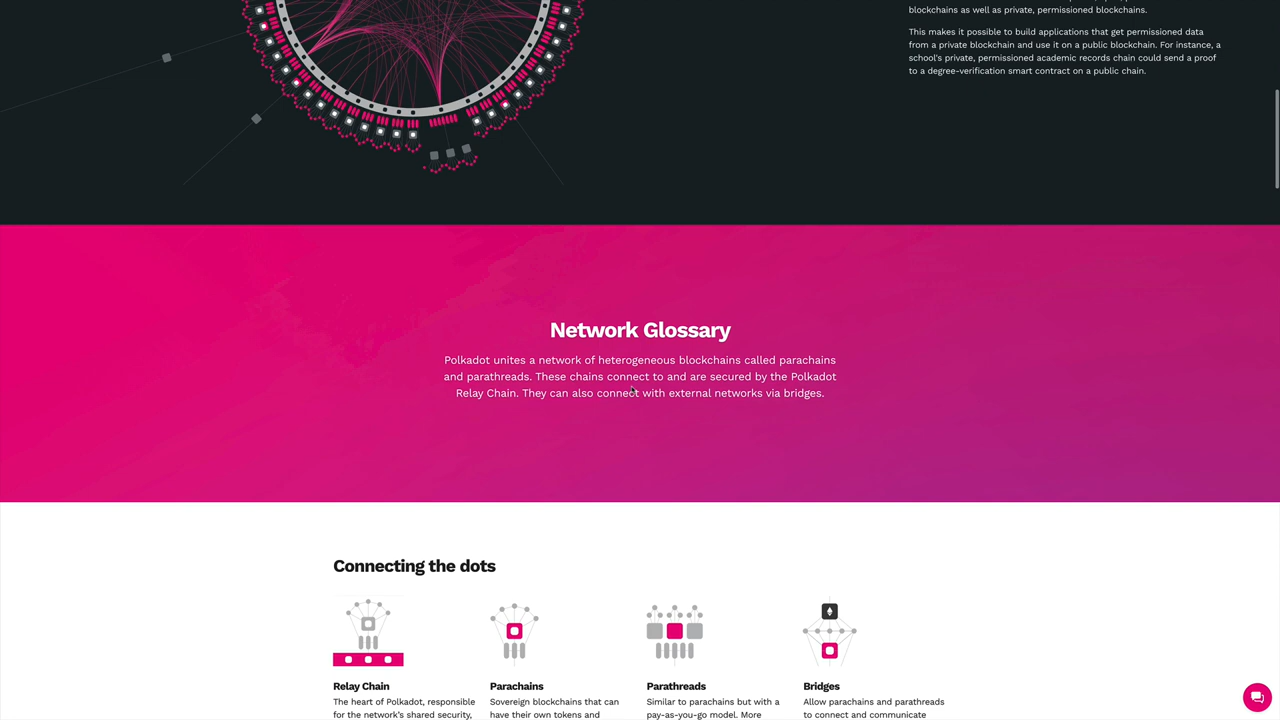 blockchains as well as private, permissioned blockchains.
This makes it possible to build applications that get permissioned data
from a private blockchain and use it on a public blockchain. For instance, a
school's private, permissioned academic records chain could send a proof
to a degree-verification smart contract on a public chain.
Network Glossary
Polkadot unites a network of heterogeneous blockchains called parachains
and parathreads. These chains connect to and are secured by the Polkadot
Relay Chain. They can also connect with external networks via bridges.
Connecting the dots
Relay Chain
The heart of Polkadot, responsible
for the network's shared security,
Parachains
Sovereign blockchains that can
have their own tokens and
Parathreads
Similar to parachains but with a
pay-as-you-go model. More
Bridges
Allow parachains and parathreads
to connect and communicate